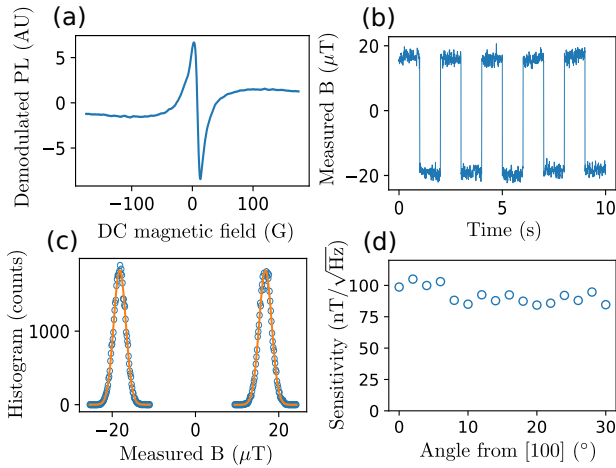 (a)
Demodulated PL (AU)
5
0
−5
−100
0
100
DC magnetic field (G)
(b)
Measured B (μT)
20
0
−20
0
5
10
Time (s)
(c)
Histogram (counts)
1000
0
−20
0
20
Measured B (μT)
(d)
Sensitivity (nT/√Hz)
100
75
50
25
0
0
10
20
30
Angle from [100] (°)